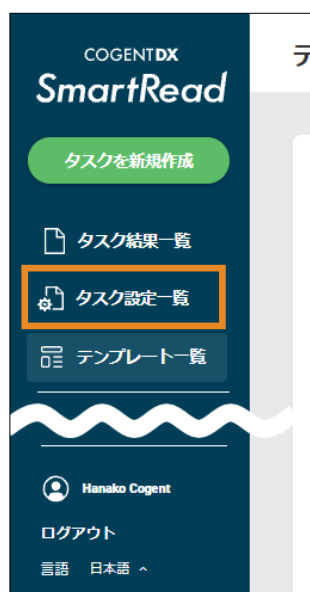 COGENTDX
SmartRead
タスクを新規作成
タスク結果一覧
タスク設定一覧
テンプレート一覧
Hanako Cogent
ログアウト
言語 日本語